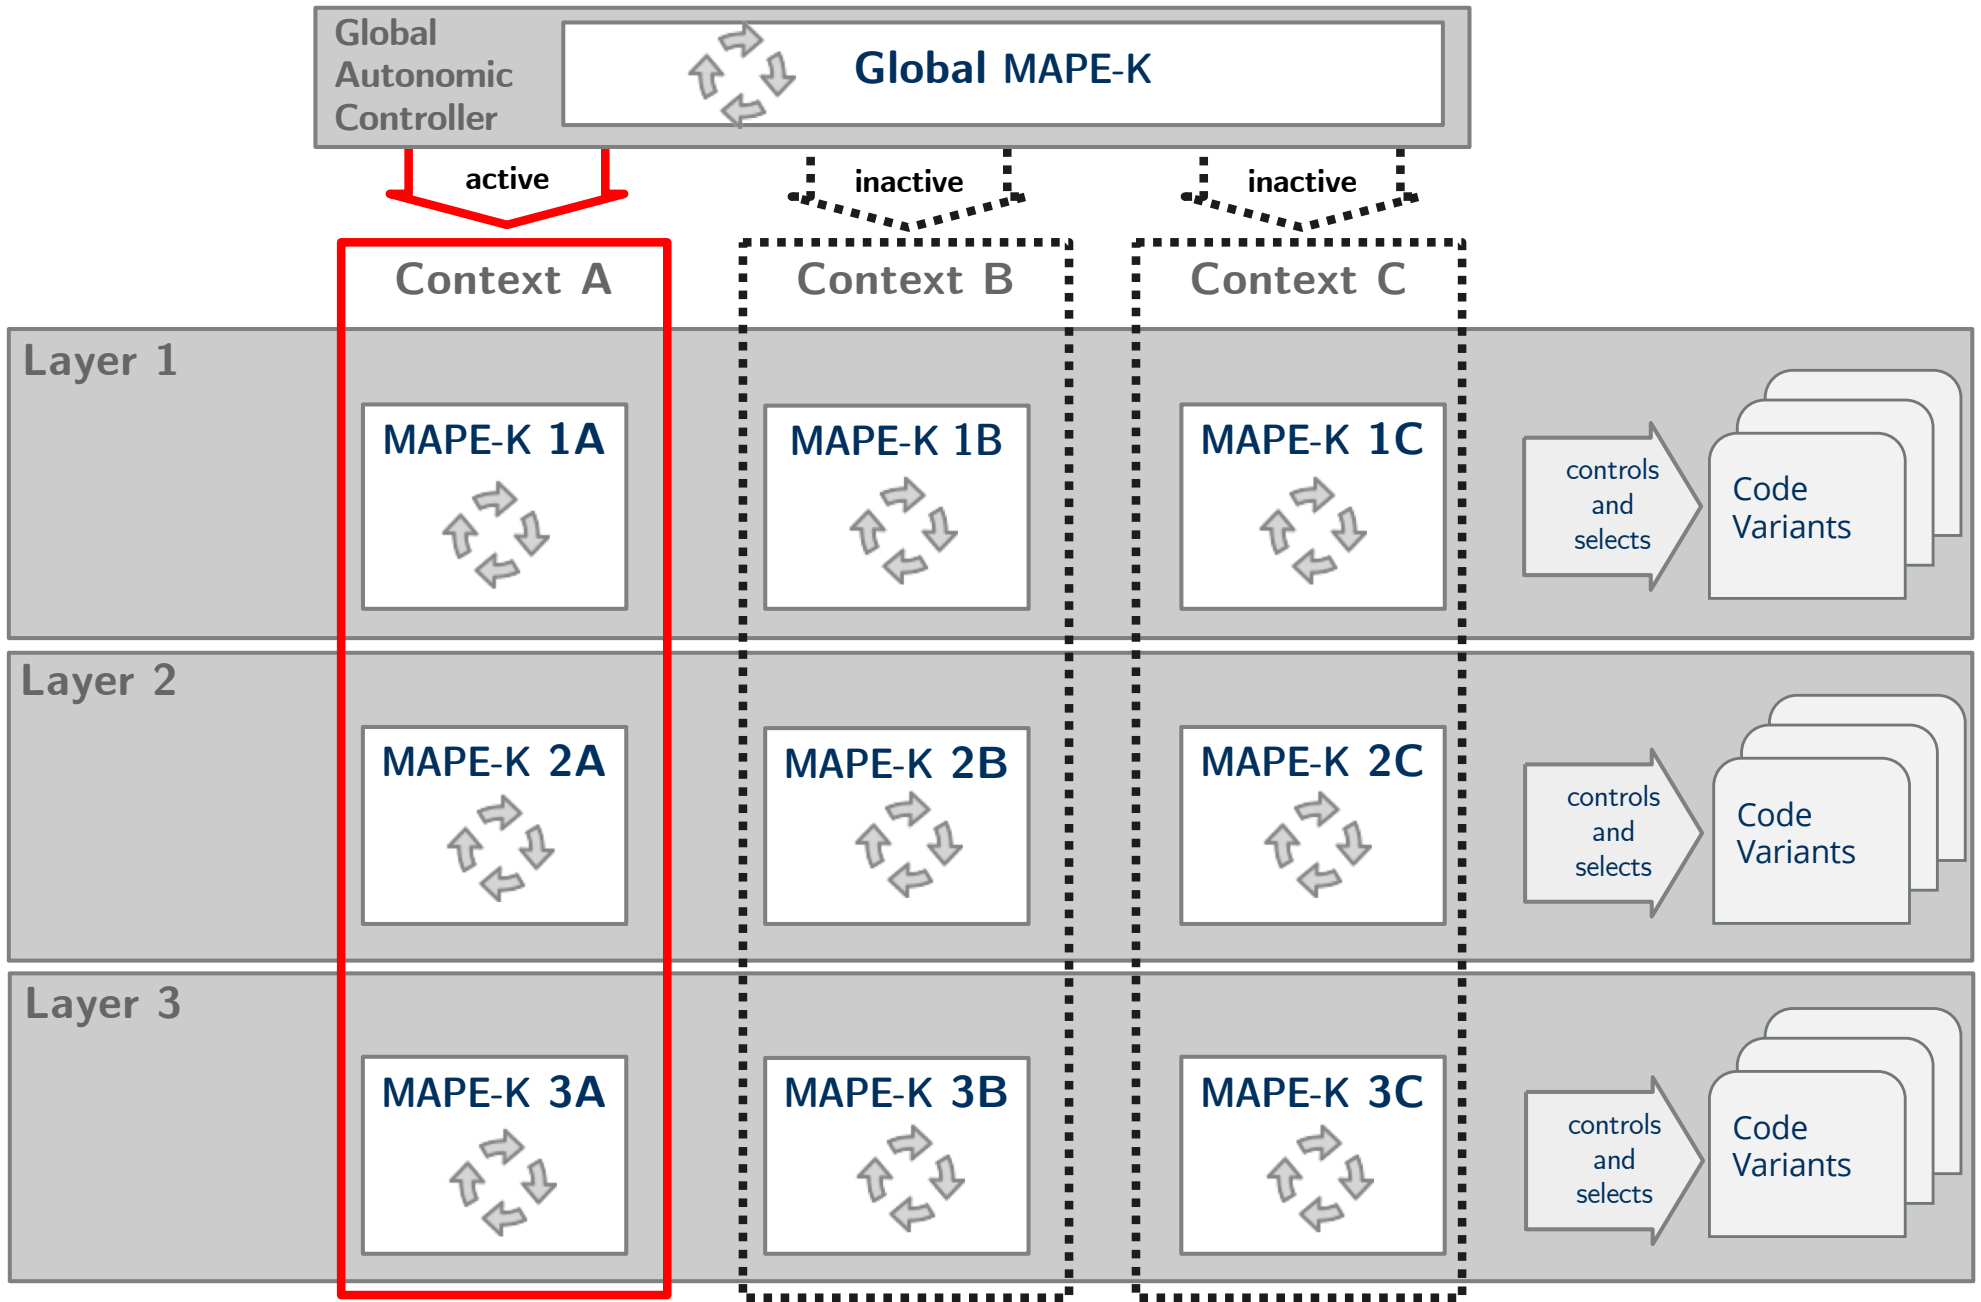 Global
Autonomic
Controller
Global MAPE-K
active
inactive
inactive
Context A
Context B
Context C
Layer 1
MAPE-K 1A
MAPE-K 1B
MAPE-K 1C
controls
and
selects
Code
Variants
Layer 2
MAPE-K 2A
MAPE-K 2B
MAPE-K 2C
controls
and
selects
Code
Variants
Layer 3
MAPE-K 3A
MAPE-K 3B
MAPE-K 3C
controls
and
selects
Code
Variants